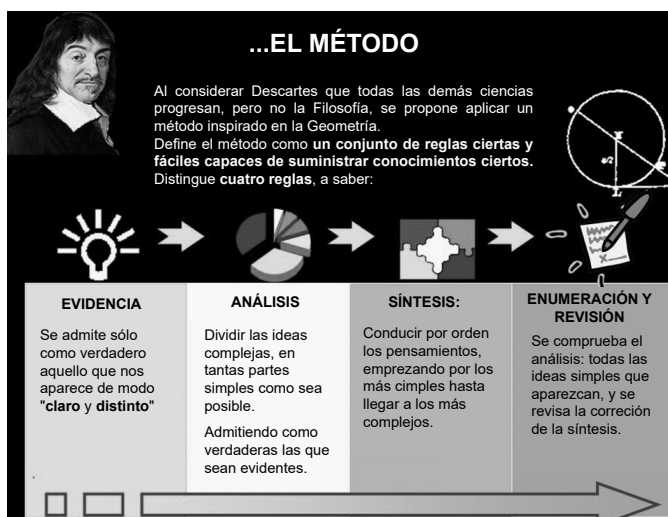 ...EL MÉTODO
Al considerar Descartes que todas las demás ciencias
progresan, pero no la Filosofía, se propone aplicar un
método inspirado en la Geometría.
Define el método como un conjunto de reglas ciertas y
fáciles capaces de suministrar conocimientos ciertos.
Distingue cuatro reglas, a saber:
EVIDENCIA
Se admite sólo
como verdadero
aquello que nos
aparece de modo
"claro y distinto"
ANÁLISIS
Dividir las ideas
complejas, en
tantas partes
simples como sea
posible.
Admitiendo como
verdaderas las que
sean evidentes.
SÍNTESIS:
Conducir por orden
los pensamientos,
emprezando por los
más cimples hasta
llegar a los más
complejos.
ENUMERACIÓN Y
REVISIÓN
Se comprueba el
análisis: todas las
ideas simples que
aparezcan, y se
revisa la correción
de la síntesis.